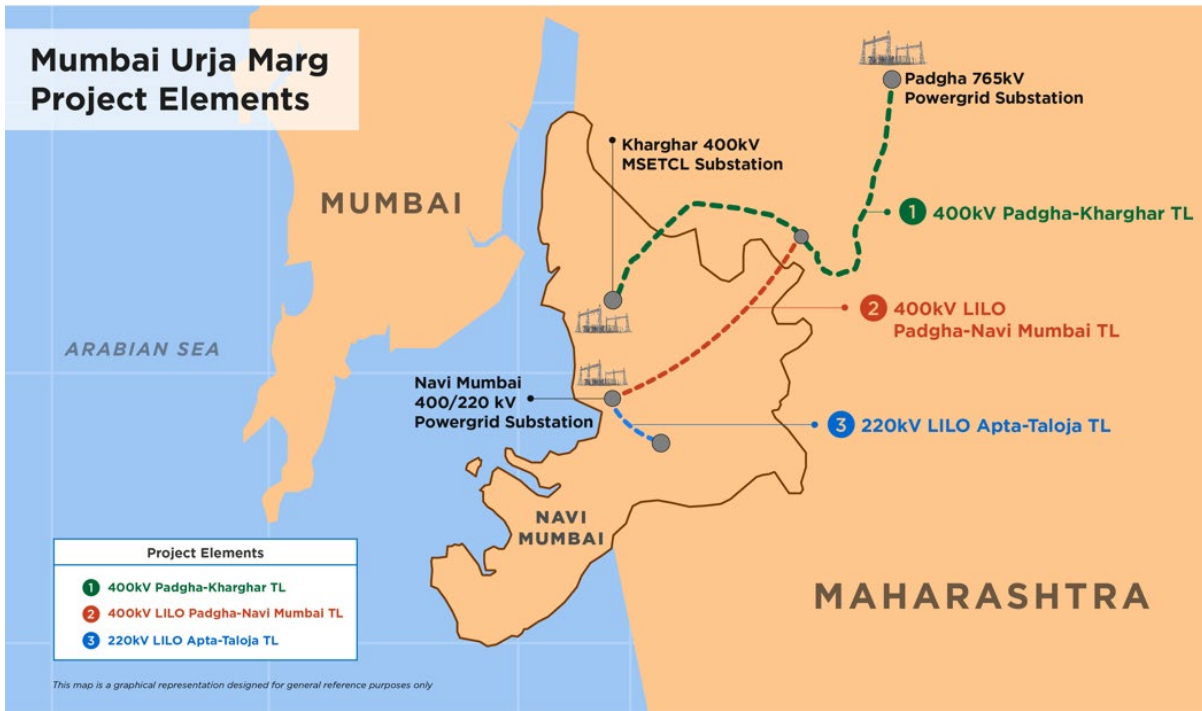 Mumbai Urja Marg
Project Elements
Padgha 765kV
Powergrid Substation
Kharghar 400kV
MSETCL Substation
MUMBAI
1 400kV Padgha-Kharghar TL
2 400kV LILO
Padgha-Navi Mumbai TL
ARABIAN SEA
Navi Mumbai
400/220 kV
Powergrid Substation
3 220kV LILO Apta-Taloja TL
NAVI
MUMBAI
MAHARASHTRA
Project Elements
1 400kV Padgha-Kharghar TL
2 400kV LILO Padgha-Navi Mumbai TL
3 220kV LILO Apta-Taloja TL
This map is a graphical representation designed for general reference purposes only